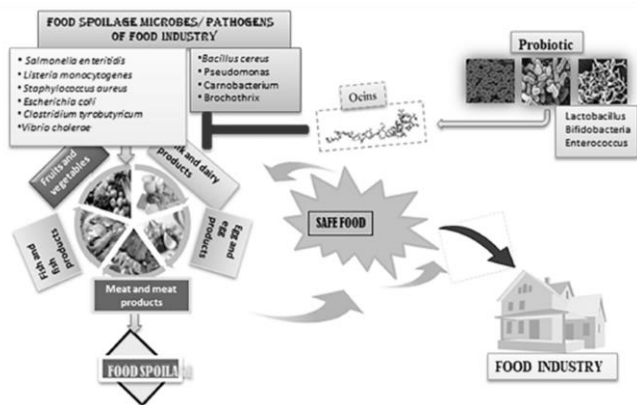 FOOD SPOILAGE MICROBES/ PATHOGENS
OF FOOD INDUSTRY
• Salmonella enteritidis
• Listeria monocytogenes
• Staphylococcus aureus
• Escherichia coli
• Clostridium tyrobutyricum
• Vibrio cholerae
• Bacillus cereus
• Pseudomonas
• Carnobacterium
• Brochothrix
Probiotic
Lactobacillus
Bifidobacteria
Enterococcus
Ocins
Fruits and
vegetables
and dairy
products
Egg and
egg
products
Fish and
fish
products
Meat and meat
products
SAFE FOOD
FOOD SPOILA
FOOD INDUSTRY